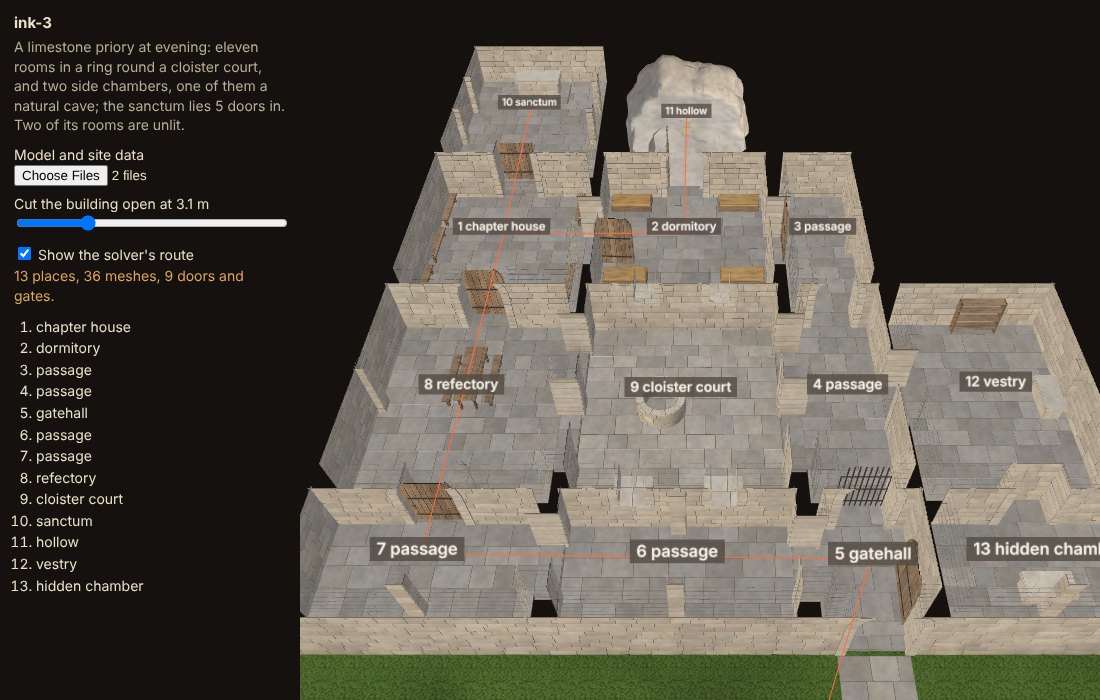 ink-3
A limestone priory at evening: eleven
rooms in a ring round a cloister court,
and two side chambers, one of them a
natural cave; the sanctum lies 5 doors in.
Two of its rooms are unlit.
Model and site data
Choose Files 2 files
Cut the building open at 3.1 m
Show the solver's route
13 places, 36 meshes, 9 doors and
gates.
1. chapter house
2. dormitory
3. passage
4. passage
5. gatehall
6. passage
7. passage
8. refectory
9. cloister court
10. sanctum
11. hollow
12. vestry
13. hidden chamber
10 sanctum
11 hollow
1 chapter house
2 dormitory
3 passage
8 refectory
9 cloister court
4 passage
12 vestry
7 passage
6 passage
5 gatehall
13 hidden